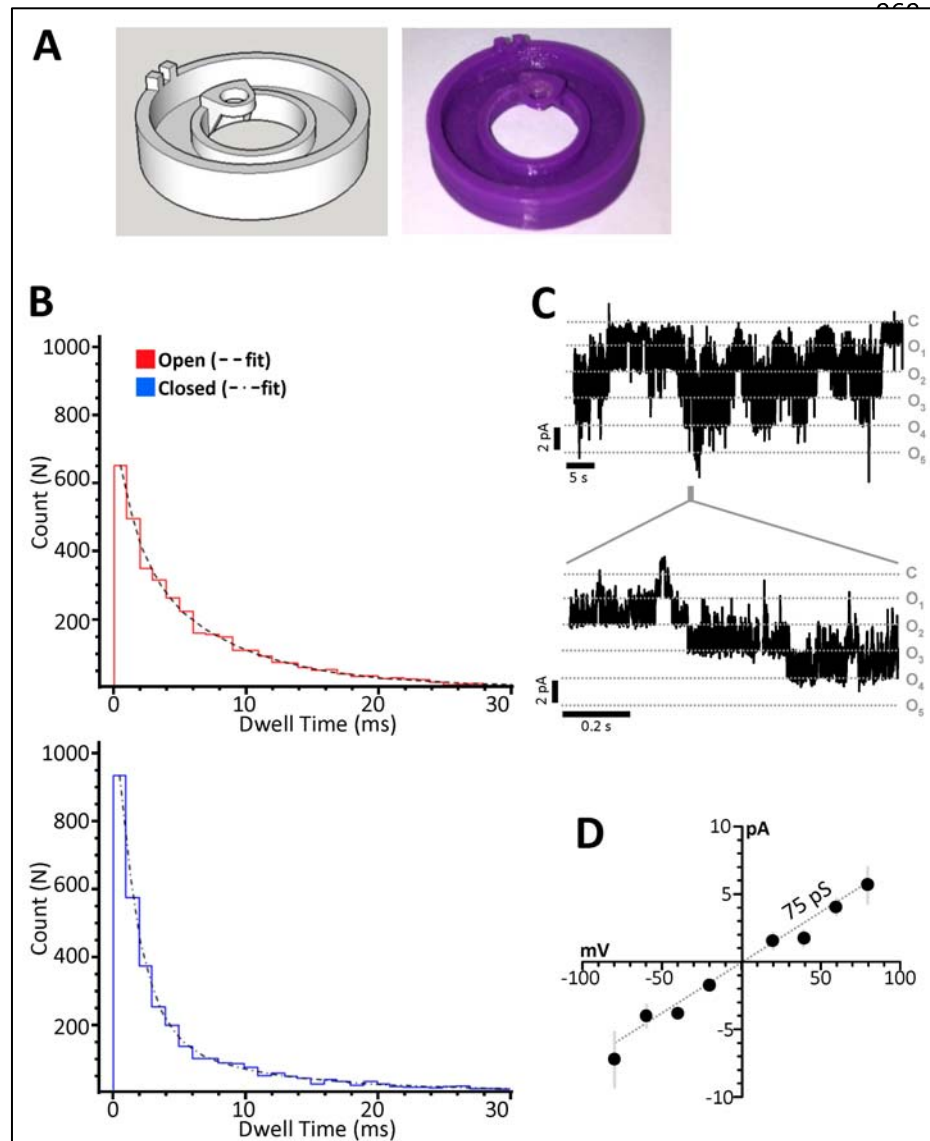 A
B
1000
800
600
400
200
Count (N)
Open (--fit)
Closed (-·-fit)
0
10
20
30
Dwell Time (ms)
1000
800
600
400
200
Count (N)
0
10
20
30
Dwell Time (ms)
C
C
O1
O2
O3
O4
O5
2 pA
5 s
C
O1
O2
O3
O4
O5
2 pA
0.2 s
D
10
pA
5
75 pS
mV
-100
-50
0
50
100
-5
-10